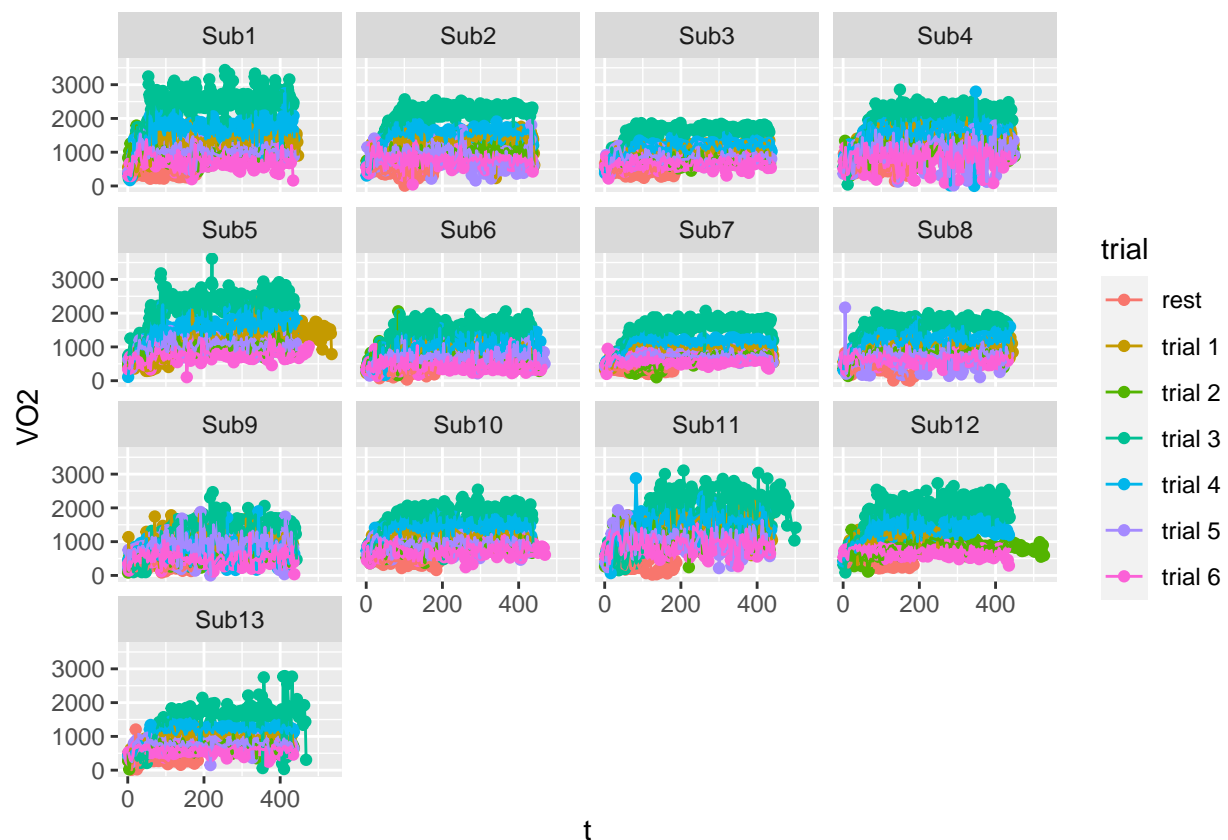 Sub1 Sub2 Sub3 Sub4
3000
2000
1000
0
Sub5 Sub6 Sub7 Sub8
3000
2000
1000
0
Sub9 Sub10 Sub11 Sub12
3000
2000
1000
0
0 200 400 0 200 400 0 200 400
Sub13
3000
2000
1000
0
0 200 400
VO2
t
trial
rest
trial 1
trial 2
trial 3
trial 4
trial 5
trial 6